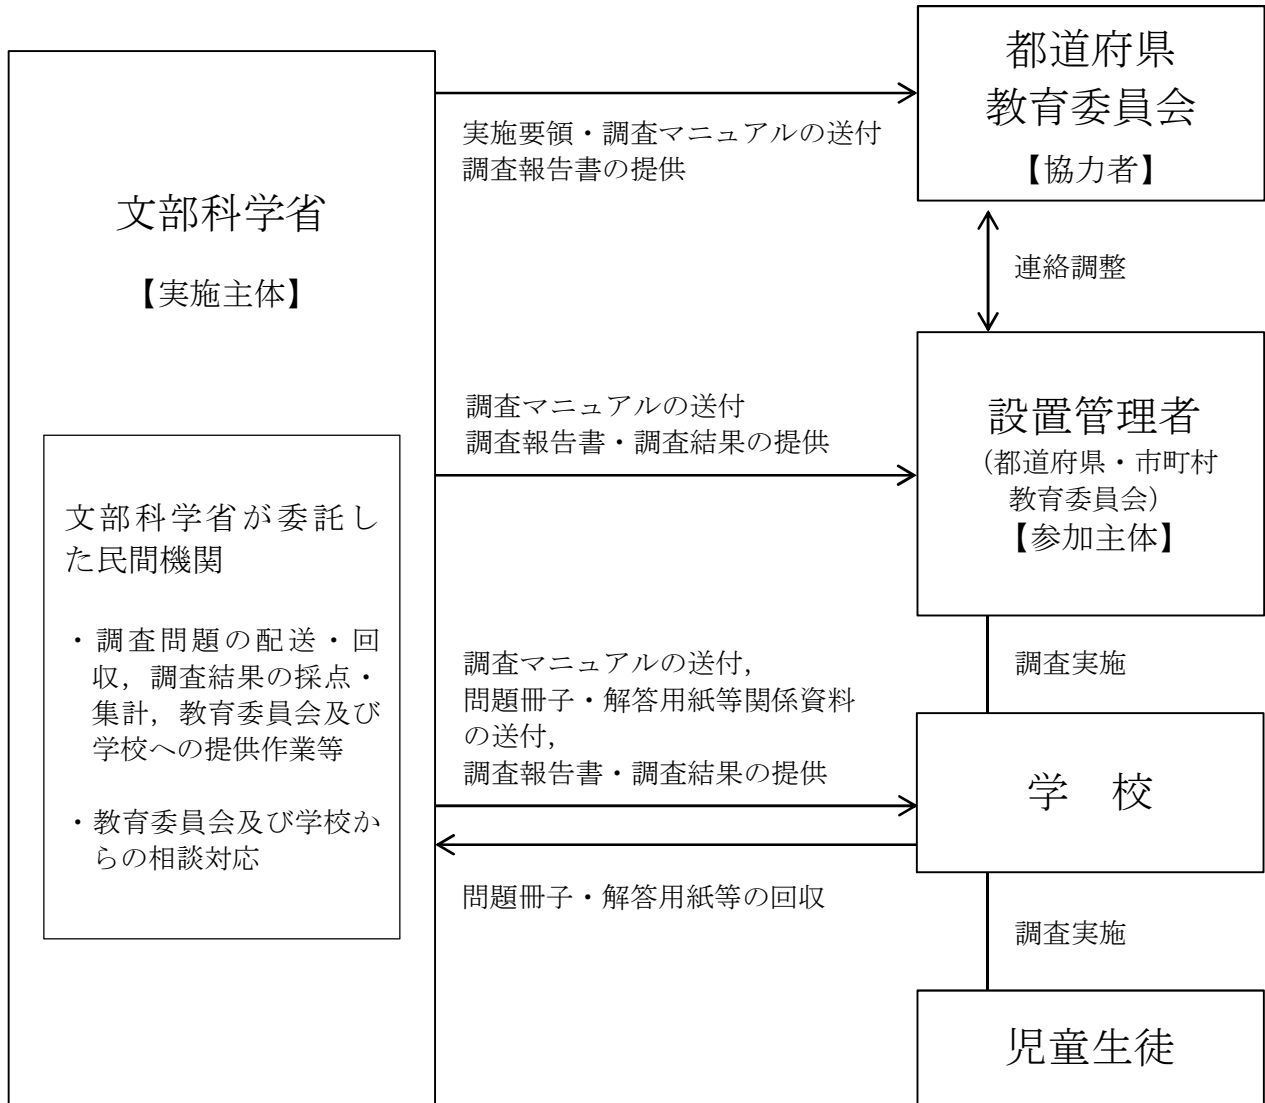 文部科学省
【実施主体】
文部科学省が委託し
た民間機関
・調査問題の配送・回
収，調査結果の採点・
集計，教育委員会及び
学校への提供作業等
・教育委員会及び学校か
らの相談対応
実施要領・調査マニュアルの送付
調査報告書の提供
都道府県
教育委員会
【協力者】
連絡調整
調査マニュアルの送付
調査報告書・調査結果の提供
設置管理者
（都道府県・市町村
教育委員会）
【参加主体】
調査実施
調査マニュアルの送付，
問題冊子・解答用紙等関係資料
の送付，
調査報告書・調査結果の提供
学　校
問題冊子・解答用紙等の回収
調査実施
児童生徒